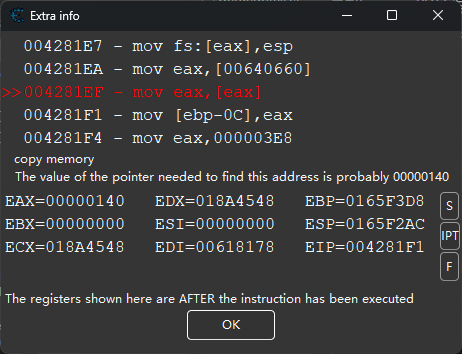 Extra info
004281E7 - mov fs:[eax],esp
004281EA - mov eax,[00640660]
>>004281EF - mov eax,[eax]
004281F1 - mov [ebp-0C],eax
004281F4 - mov eax,000003E8
copy memory
The value of the pointer needed to find this address is probably 00000140
EAX=00000140 EDX=018A4548 EBP=0165F3D8
EBX=00000000 ESI=00000000 ESP=0165F2AC
ECX=018A4548 EDI=00618178 EIP=004281F1
S
IPT
F
The registers shown here are AFTER the instruction has been executed
OK